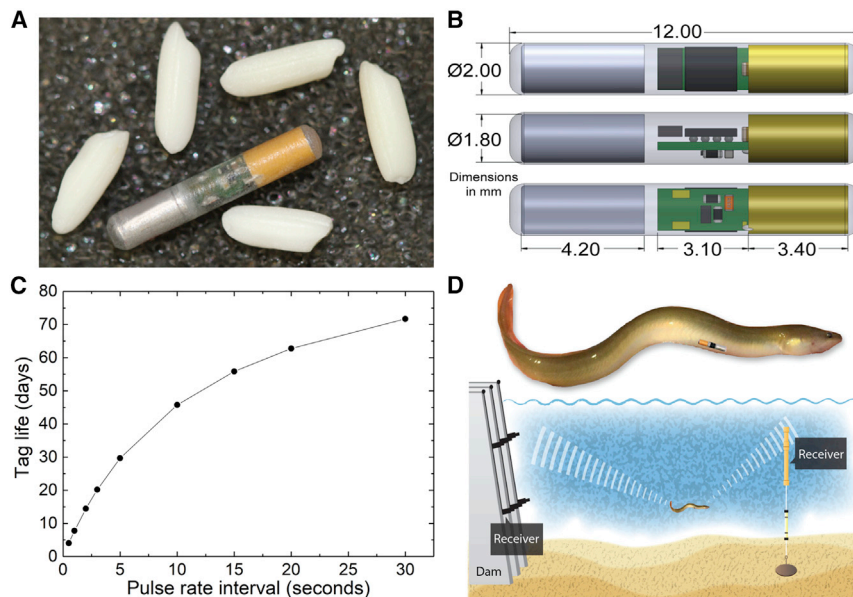 A
B
12.00
Ø2.00
Ø1.80
Dimensions
in mm
4.20
3.10
3.40
C
80
70
60
50
40
30
20
10
0
Tag life (days)
0
5
10
15
20
25
30
Pulse rate interval (seconds)
D
Receiver
Receiver
Dam